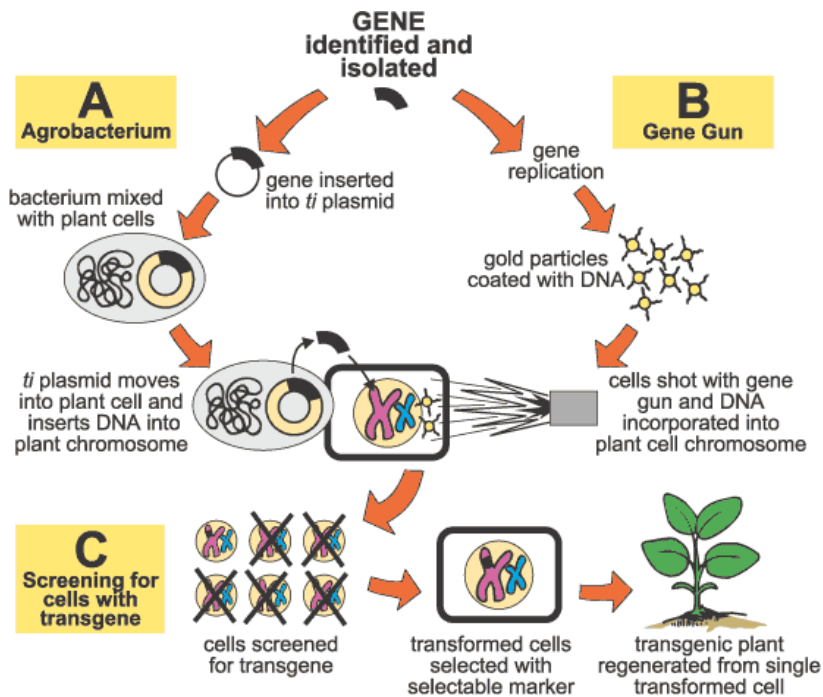 GENE
identified and
isolated
A
Agrobacterium
B
Gene Gun
gene inserted
into ti plasmid
gene
replication
bacterium mixed
with plant cells
gold particles
coated with DNA
ti plasmid moves
into plant cell and
inserts DNA into
plant chromosome
cells shot with gene
gun and DNA
incorporated into
plant cell chromosome
C
Screening for
cells with
transgene
cells screened
for transgene
transformed cells
selected with
selectable marker
transgenic plant
regenerated from single
transformed cell